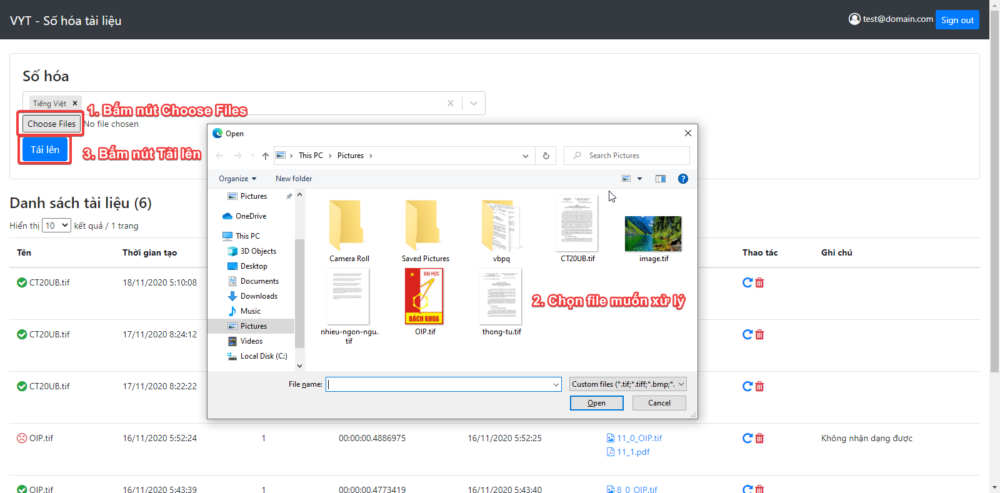 VYT - Số hóa tài liệu
test@domain.com
Sign out
Số hóa
Tiếng Việt
1. Bấm nút Choose Files
Choose Files
No file chosen
Tải lên
3. Bấm nút Tải lên
Open
This PC
Pictures
Search Pictures
Organize
New folder
Pictures
OneDrive
This PC
3D Objects
Desktop
Documents
Downloads
Music
Pictures
Videos
Local Disk (C:)
Camera Roll
Saved Pictures
vbpq
CT20UB.tif
image.tif
nhieu-ngon-ngu.
tif
ĐẠI HỌC
BÁCH KHOA
OIP.tif
thong-tu.tif
2. Chọn file muốn xử lý
File name:
Custom files (*.tif;*.tiff;*.bmp;*.
Open
Cancel
Danh sách tài liệu (6)
Hiển thị 10 kết quả / 1 trang
Tên Thời gian tạo Thao tác Ghi chú
CT20UB.tif 18/11/2020 5:10:08
CT20UB.tif 17/11/2020 8:24:12
CT20UB.tif 17/11/2020 8:22:22
OIP.tif 16/11/2020 5:52:24 1 00:00:00.4886975 16/11/2020 5:52:25 11_0_OIP.tif Không nhận dạng được
11_1.pdf
OIP.tif 16/11/2020 5:43:39 1 00:00:00.4773419 16/11/2020 5:43:40 8_0_OIP.tif